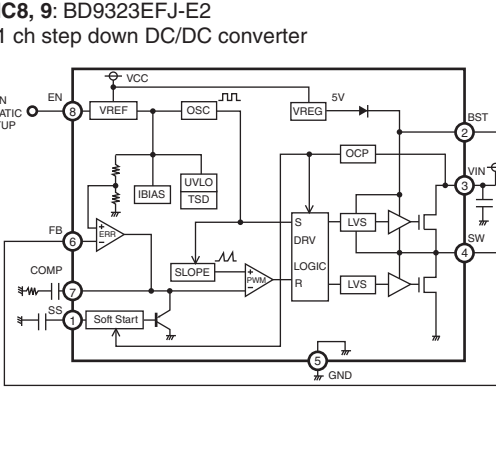 IC8, 9: BD9323EFJ-E2
1 ch step down DC/DC converter
VCC
EN
8
VREF
OSC
VREG
5V
BST
2
OCP
VIN
3
IBIAS
UVLO
TSD
FB
6
+
ERR
−
S
DRV
LOGIC
R
LVS
SW
4
COMP
7
SLOPE
+
PWM
−
LVS
SS
1
Soft Start
5
GND